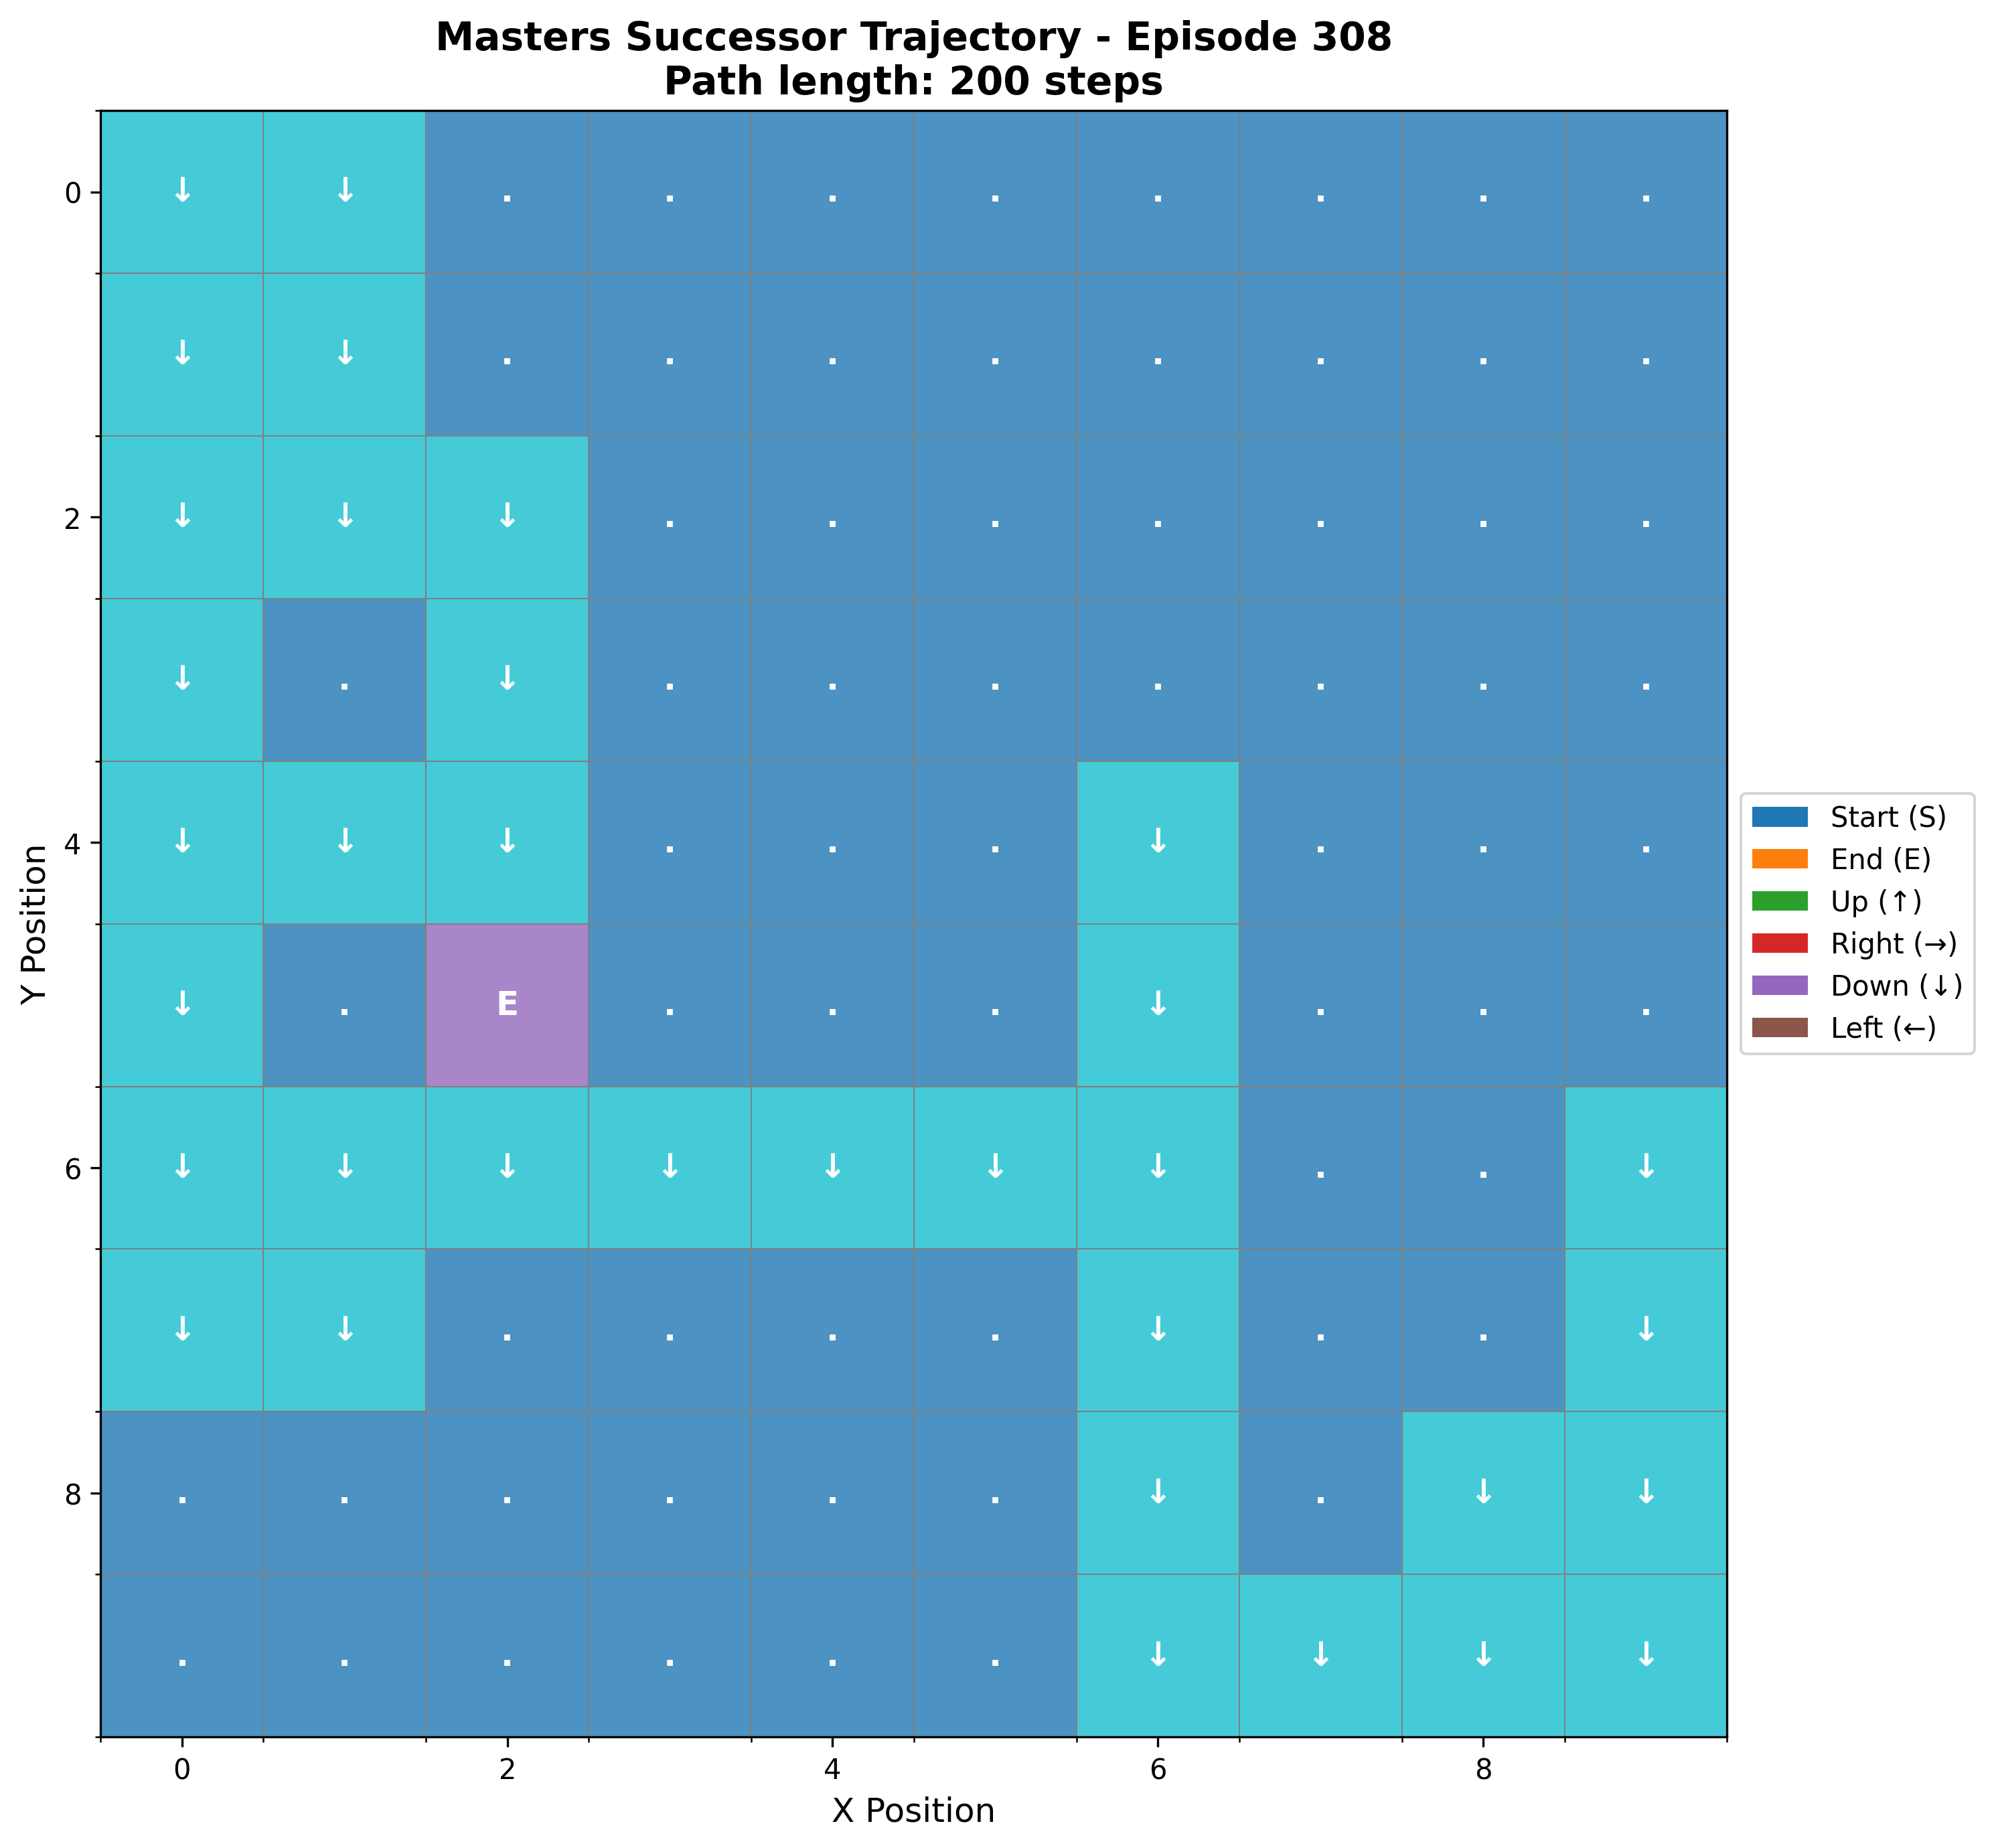 Masters Successor Trajectory - Episode 308
Path length: 200 steps
0 ↓ ↓ . . . . . . . .
↓ ↓ . . . . . . . .
2 ↓ ↓ ↓ . . . . . . .
↓ . ↓ . . . . . . .
4 ↓ ↓ ↓ . . . ↓ . . .
↓ . E . . . ↓ . . .
6 ↓ ↓ ↓ ↓ ↓ ↓ ↓ . . ↓
↓ ↓ . . . . ↓ . . ↓
8 . . . . . . ↓ . ↓ ↓
. . . . . . ↓ ↓ ↓ ↓
0 2 4 6 8
X Position
Y Position
Start (S)
End (E)
Up (↑)
Right (→)
Down (↓)
Left (←)